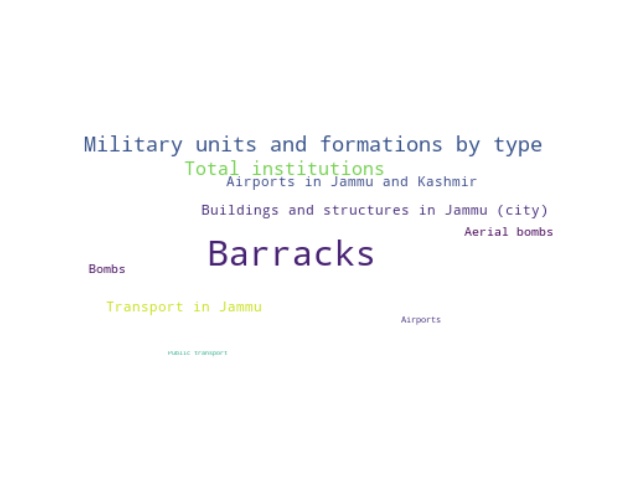 Military units and formations by type
Total institutions
Airports in Jammu and Kashmir
Buildings and structures in Jammu (city)
Aerial bombs
Barracks
Bombs
Transport in Jammu
Airports
Public transport